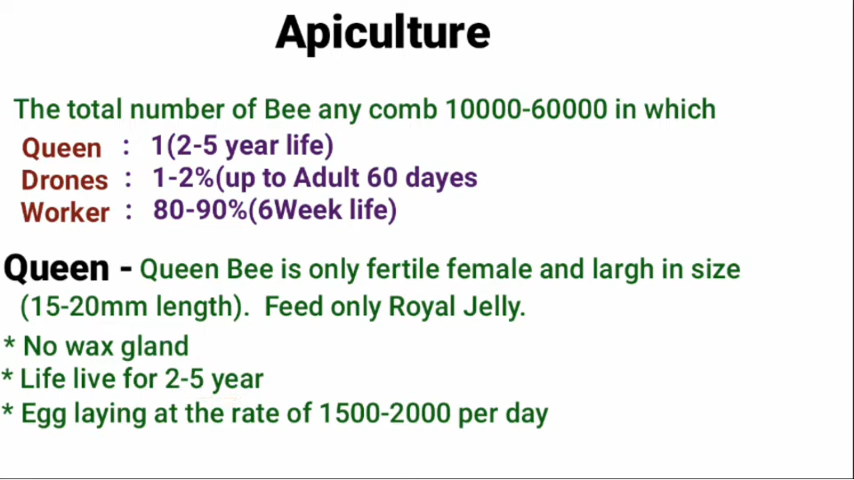 Apiculture
The total number of Bee any comb 10000-60000 in which
Queen : 1(2-5 year life)
Drones : 1-2%(up to Adult 60 dayes
Worker : 80-90%(6Week life)
Queen - Queen Bee is only fertile female and largh in size
(15-20mm length). Feed only Royal Jelly.
* No wax gland
* Life live for 2-5 year
* Egg laying at the rate of 1500-2000 per day